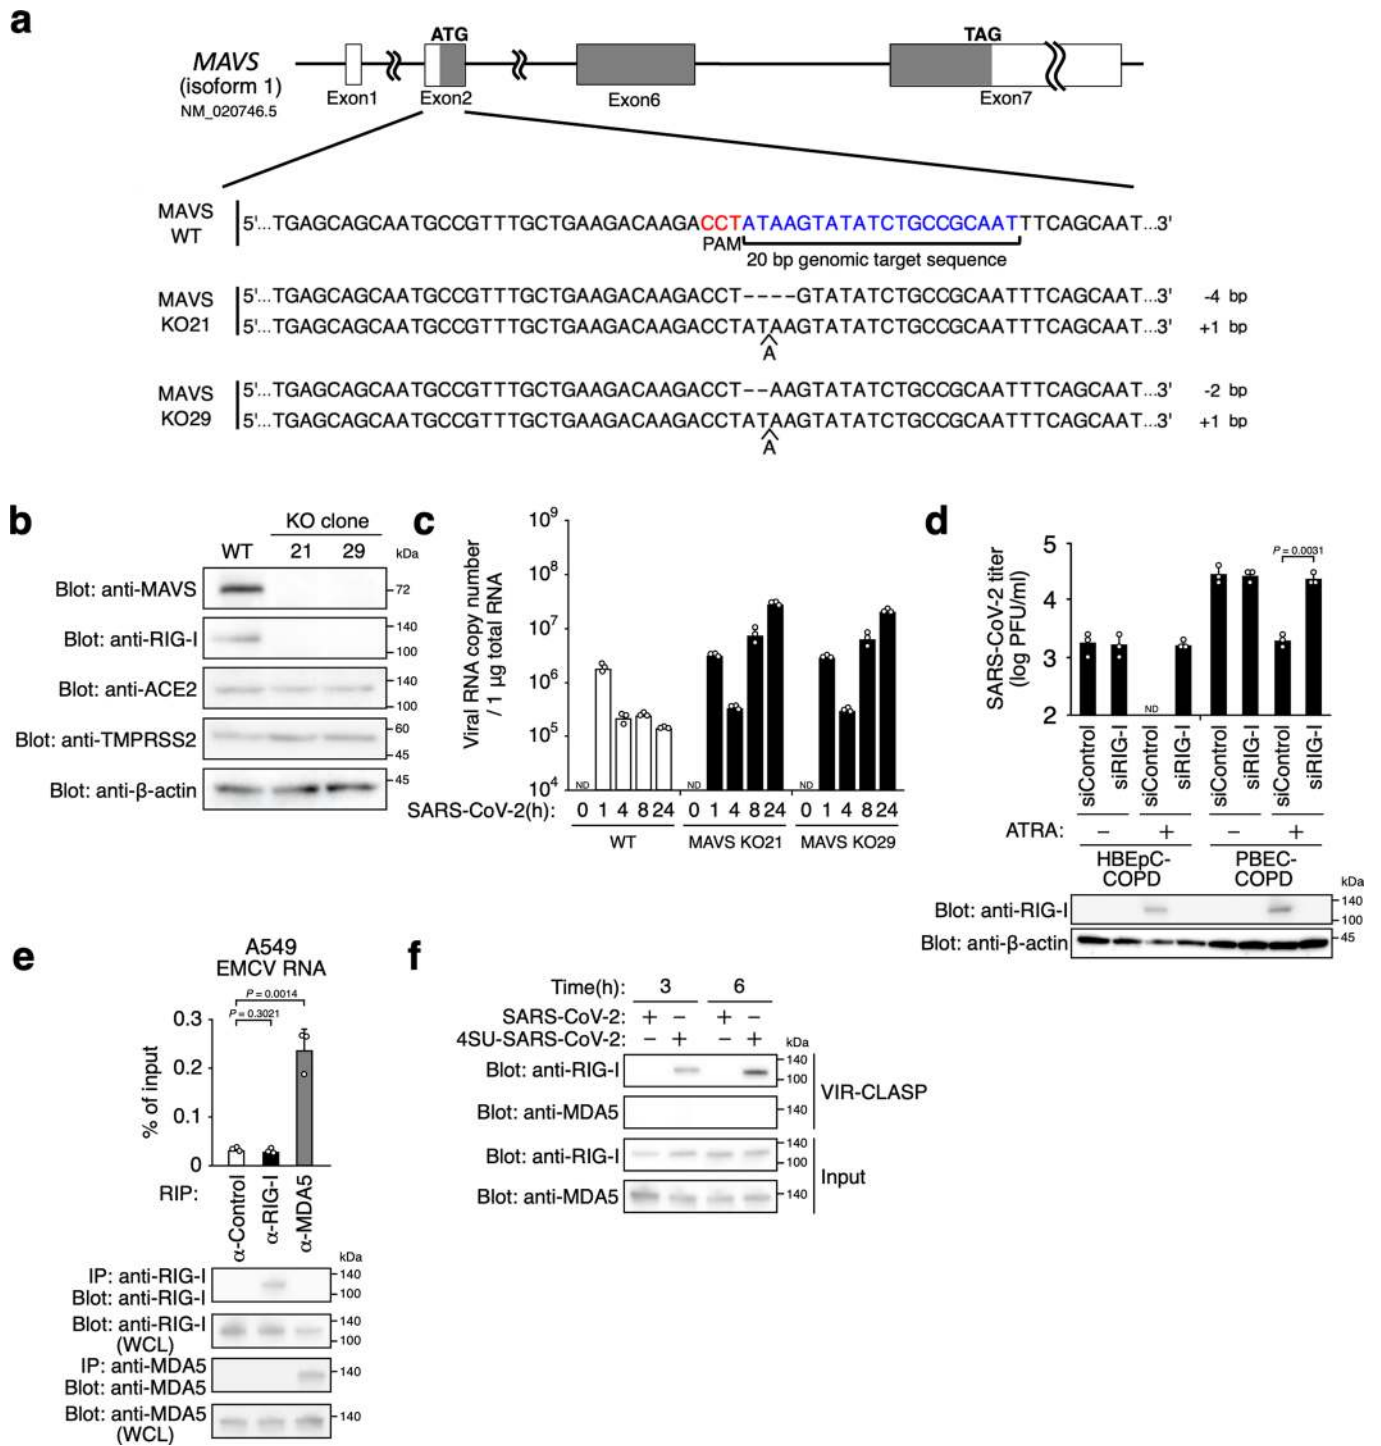 a
ATG
TAG
MAVS
(isoform 1)
NM_020746.5
Exon1
Exon2
Exon6
Exon7
MAVS
WT
5'...TGAGCAGCAATGCCGTTTGCTGAAGACAAGACCTATAAGTATATCTGCCGCAATTTCAGCAAT...3'
PAM
20 bp genomic target sequence
MAVS
KO21
5'...TGAGCAGCAATGCCGTTTGCTGAAGACAAGACCT----GTATATCTGCCGCAATTTCAGCAAT...3' -4 bp
5'...TGAGCAGCAATGCCGTTTGCTGAAGACAAGACCTATAAGTATATCTGCCGCAATTTCAGCAAT...3' +1 bp
A
MAVS
KO29
5'...TGAGCAGCAATGCCGTTTGCTGAAGACAAGACCT--AAGTATATCTGCCGCAATTTCAGCAAT...3' -2 bp
5'...TGAGCAGCAATGCCGTTTGCTGAAGACAAGACCTATAAGTATATCTGCCGCAATTTCAGCAAT...3' +1 bp
A
b
KO clone
WT 21 29 kDa
Blot: anti-MAVS 72
Blot: anti-RIG-I 140 100
Blot: anti-ACE2 140 100
Blot: anti-TMPRSS2 60 45
Blot: anti-β-actin 45
c
Viral RNA copy number
/ 1 µg total RNA
10⁹
10⁸
10⁷
10⁶
10⁵
10⁴
ND ND ND
SARS-CoV-2(h): 0 1 4 8 24 0 1 4 8 24 0 1 4 8 24
WT MAVS KO21 MAVS KO29
d
SARS-CoV-2 titer
(log PFU/ml)
5
4
3
2
P = 0.0031
ND
siControl siRIG-I siControl siRIG-I siControl siRIG-I siControl siRIG-I
ATRA: − + − +
HBEpC-
COPD
PBEC-
COPD
kDa
Blot: anti-RIG-I 140 100
Blot: anti-β-actin 45
e
A549
EMCV RNA
P = 0.0014
P = 0.3021
% of input
0.3
0.2
0.1
0
RIP: α-Control α-RIG-I α-MDA5
kDa
IP: anti-RIG-I
Blot: anti-RIG-I
140
100
Blot: anti-RIG-I
(WCL)
140
100
IP: anti-MDA5
Blot: anti-MDA5
140
Blot: anti-MDA5
(WCL)
140
f
Time(h): 3 6
SARS-CoV-2: + − + −
4SU-SARS-CoV-2: − + − + kDa
Blot: anti-RIG-I 140 100
Blot: anti-MDA5 140
VIR-CLASP
Blot: anti-RIG-I 140 100
Blot: anti-MDA5 140
Input